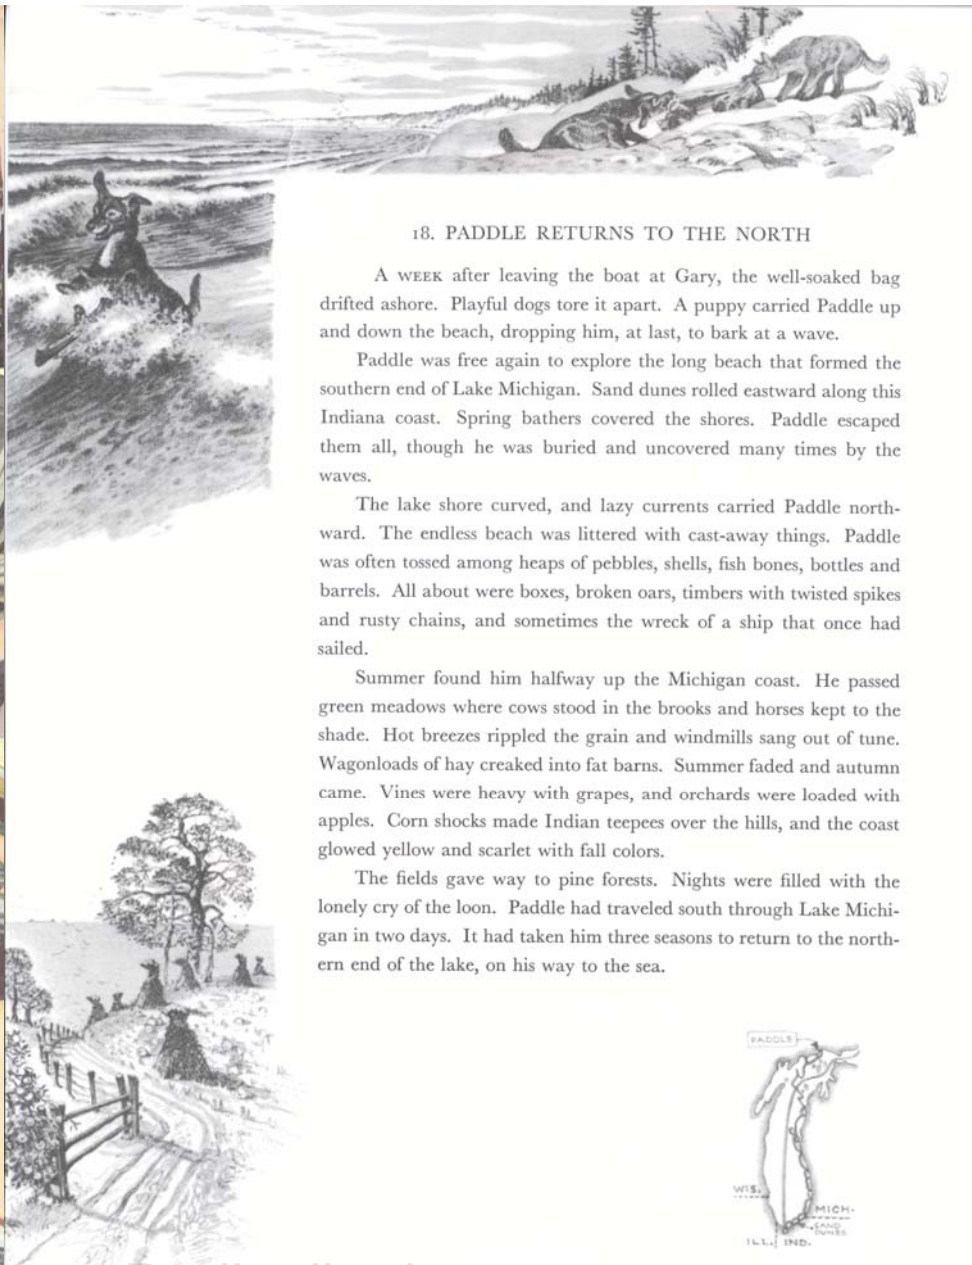 18. PADDLE RETURNS TO THE NORTH
A WEEK after leaving the boat at Gary, the well-soaked bag
drifted ashore. Playful dogs tore it apart. A puppy carried Paddle up
and down the beach, dropping him, at last, to bark at a wave.
Paddle was free again to explore the long beach that formed the
southern end of Lake Michigan. Sand dunes rolled eastward along this
Indiana coast. Spring bathers covered the shores. Paddle escaped
them all, though he was buried and uncovered many times by the
waves.
The lake shore curved, and lazy currents carried Paddle north-
ward. The endless beach was littered with cast-away things. Paddle
was often tossed among heaps of pebbles, shells, fish bones, bottles and
barrels. All about were boxes, broken oars, timbers with twisted spikes
and rusty chains, and sometimes the wreck of a ship that once had
sailed.
Summer found him halfway up the Michigan coast. He passed
green meadows where cows stood in the brooks and horses kept to the
shade. Hot breezes rippled the grain and windmills sang out of tune.
Wagonloads of hay creaked into fat barns. Summer faded and autumn
came. Vines were heavy with grapes, and orchards were loaded with
apples. Corn shocks made Indian teepees over the hills, and the coast
glowed yellow and scarlet with fall colors.
The fields gave way to pine forests. Nights were filled with the
lonely cry of the loon. Paddle had traveled south through Lake Michi-
gan in two days. It had taken him three seasons to return to the north-
ern end of the lake, on his way to the sea.
PADDLE
WIS.
MICH.
SAND
DUNES
ILL. IND.